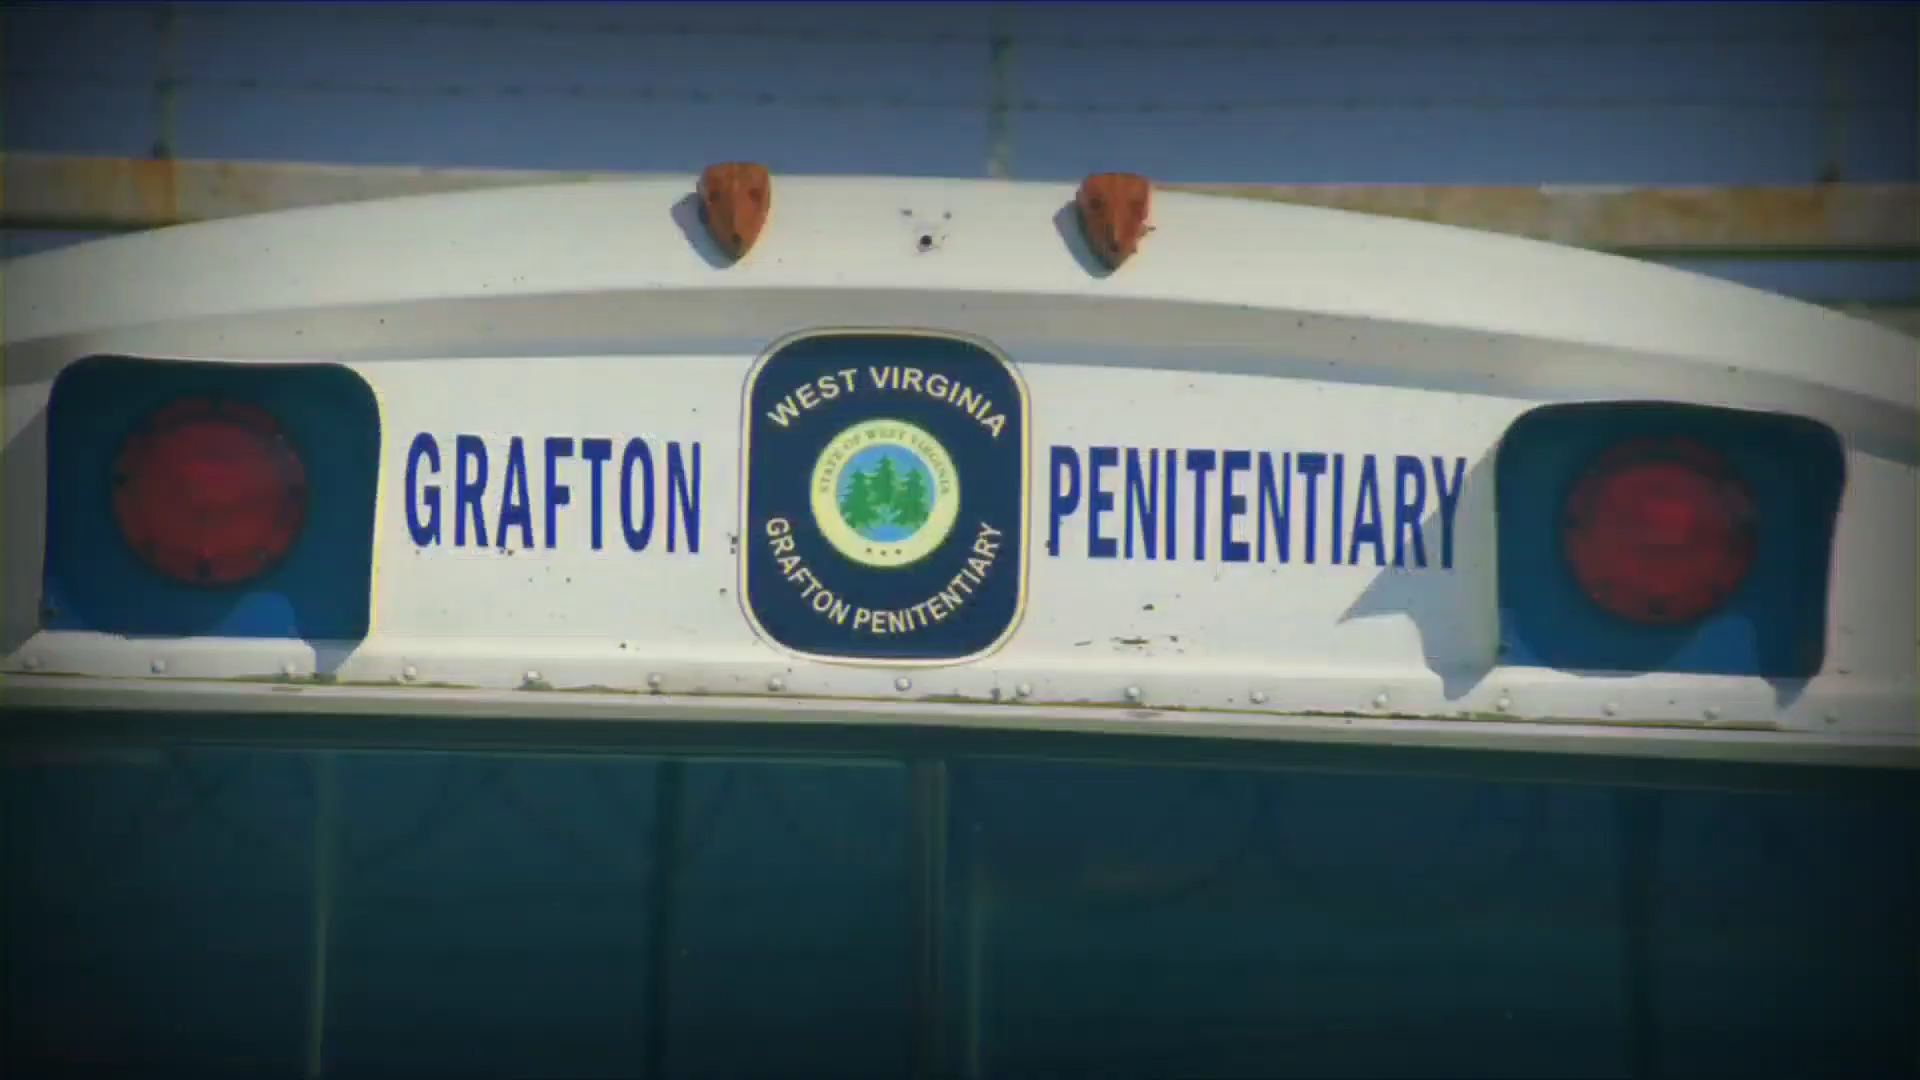 GRAFTON PENITENTIARY
WEST VIRGINIA
STATE OF WEST VIRGINIA
GRAFTON PENITENTIARY